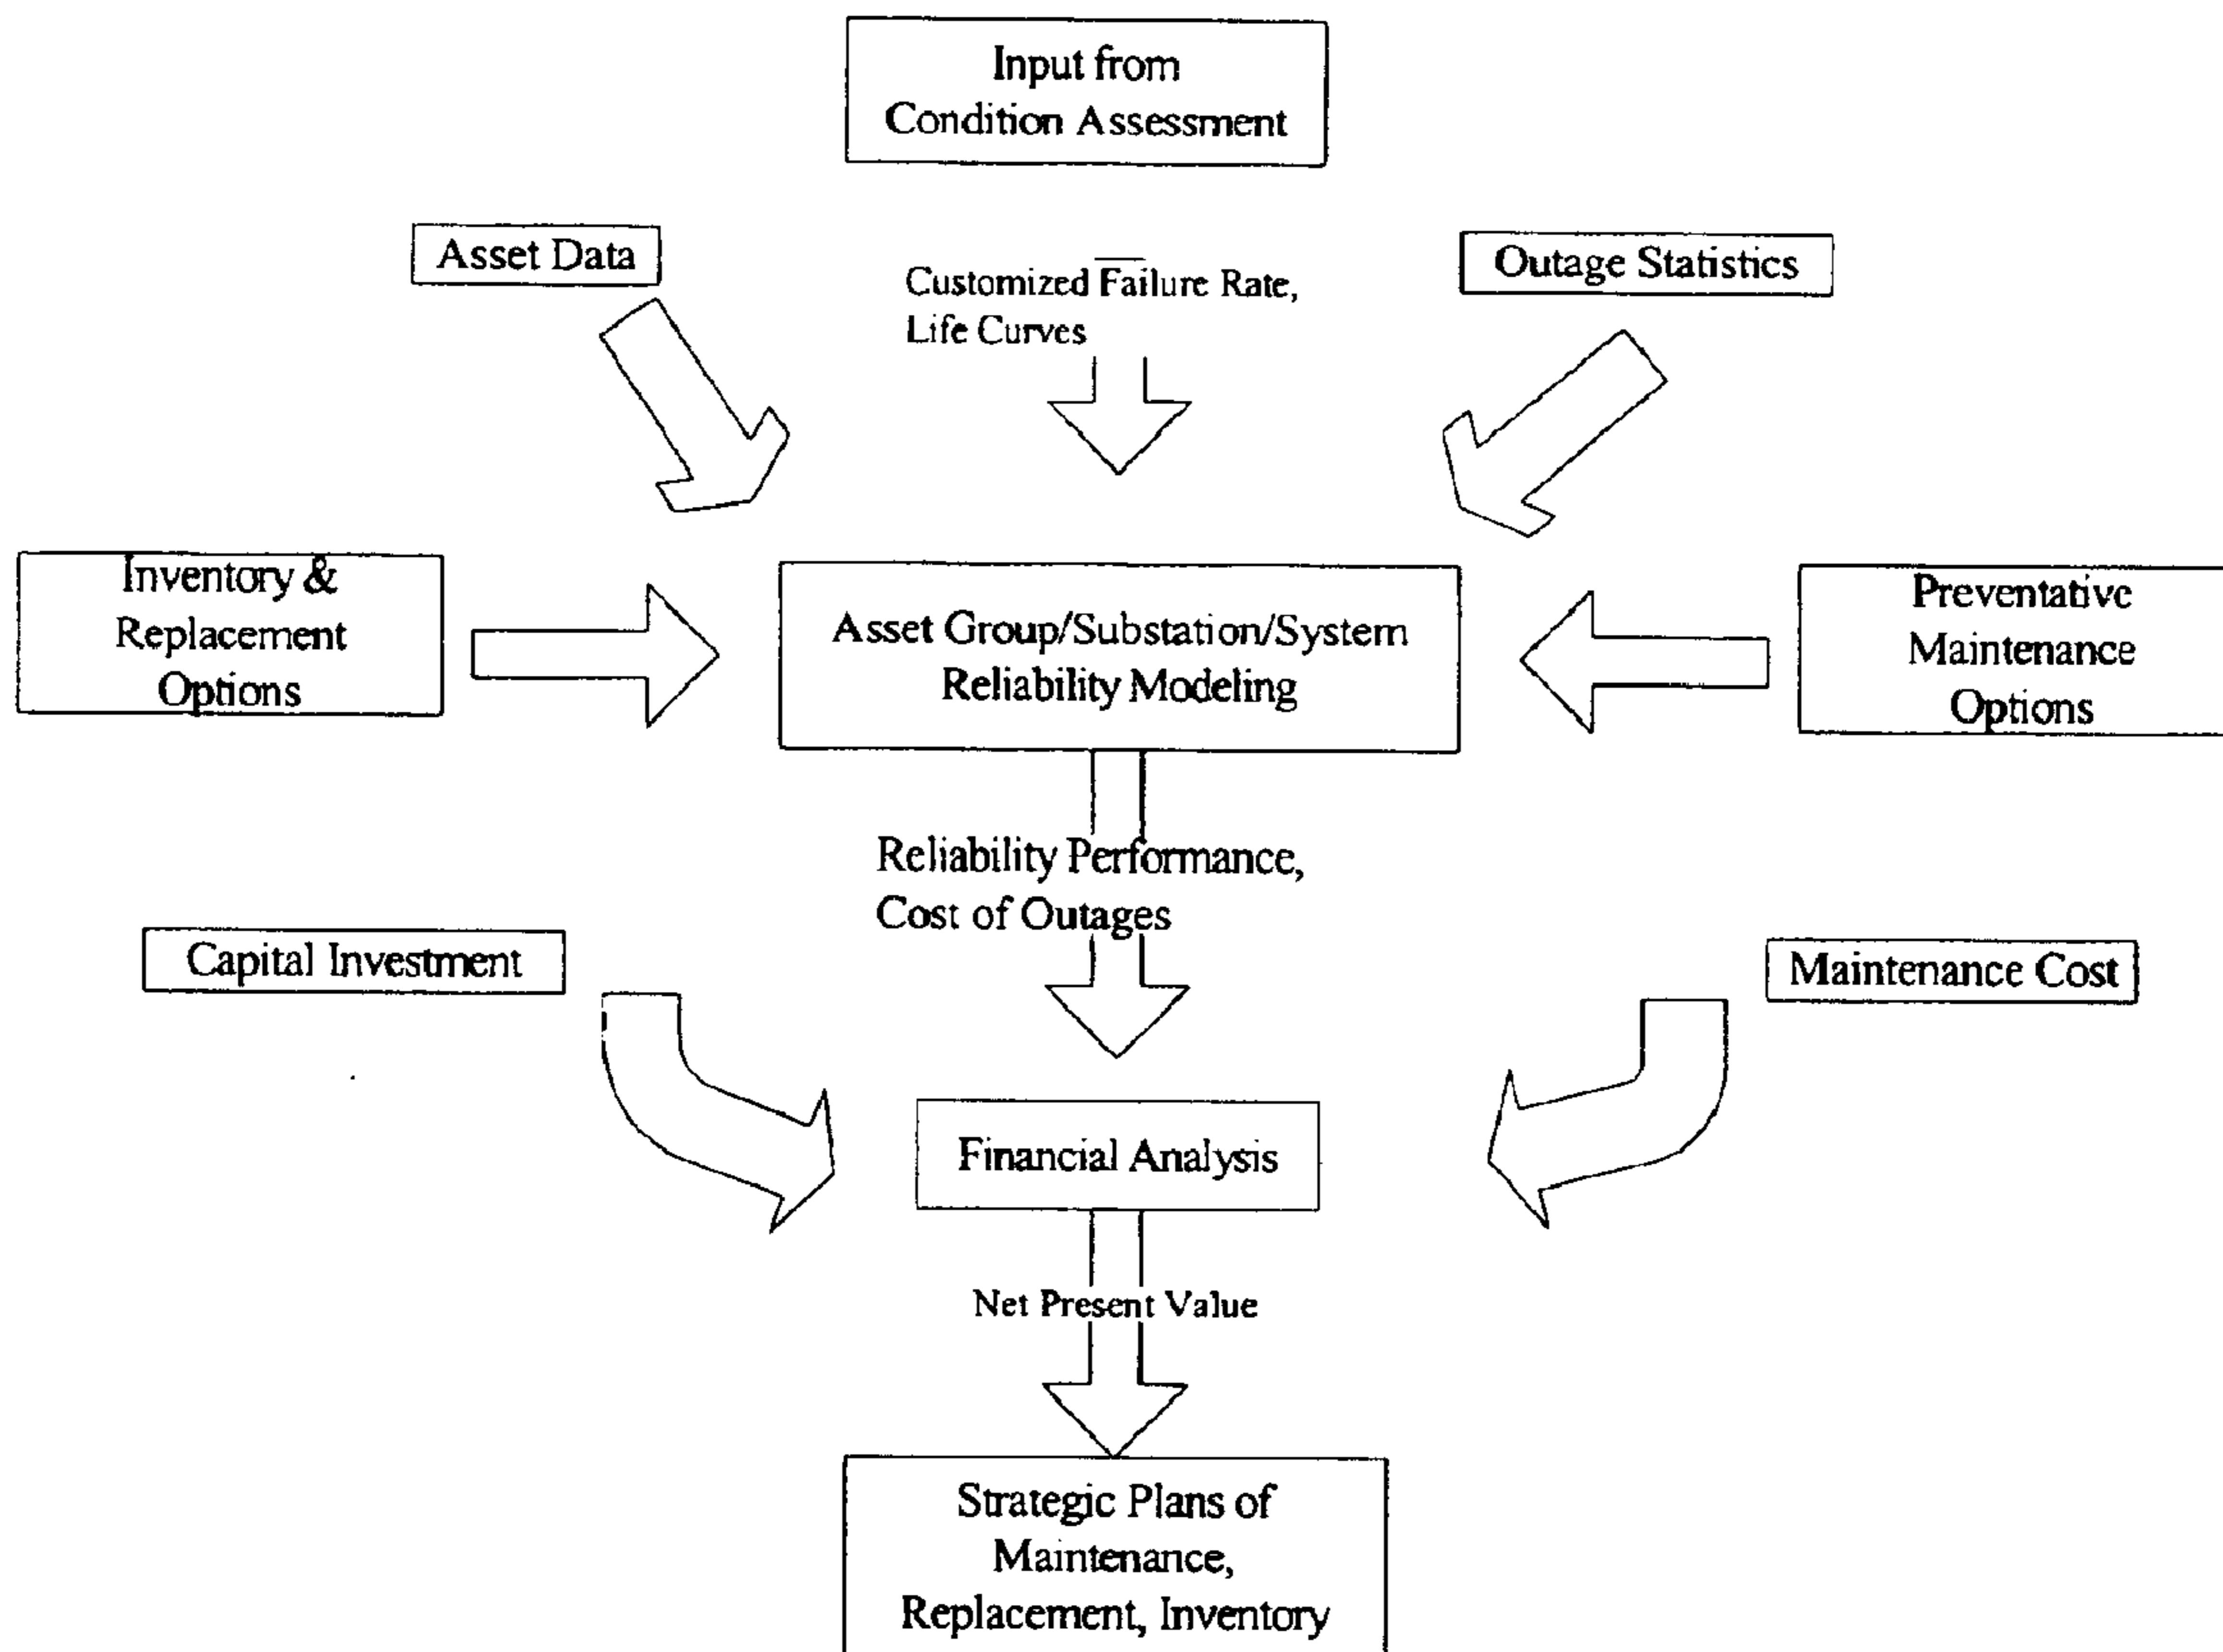 Input from
Condition Assessment
Asset Data
Customized Failure Rate,
Life Curves
Outage Statistics
Inventory &
Replacement
Options
Asset Group/Substation/System
Reliability Modeling
Preventative
Maintenance
Options
Reliability Performance,
Cost of Outages
Capital Investment
Maintenance Cost
Financial Analysis
Net Present Value
Strategic Plans of
Maintenance,
Replacement, Inventory